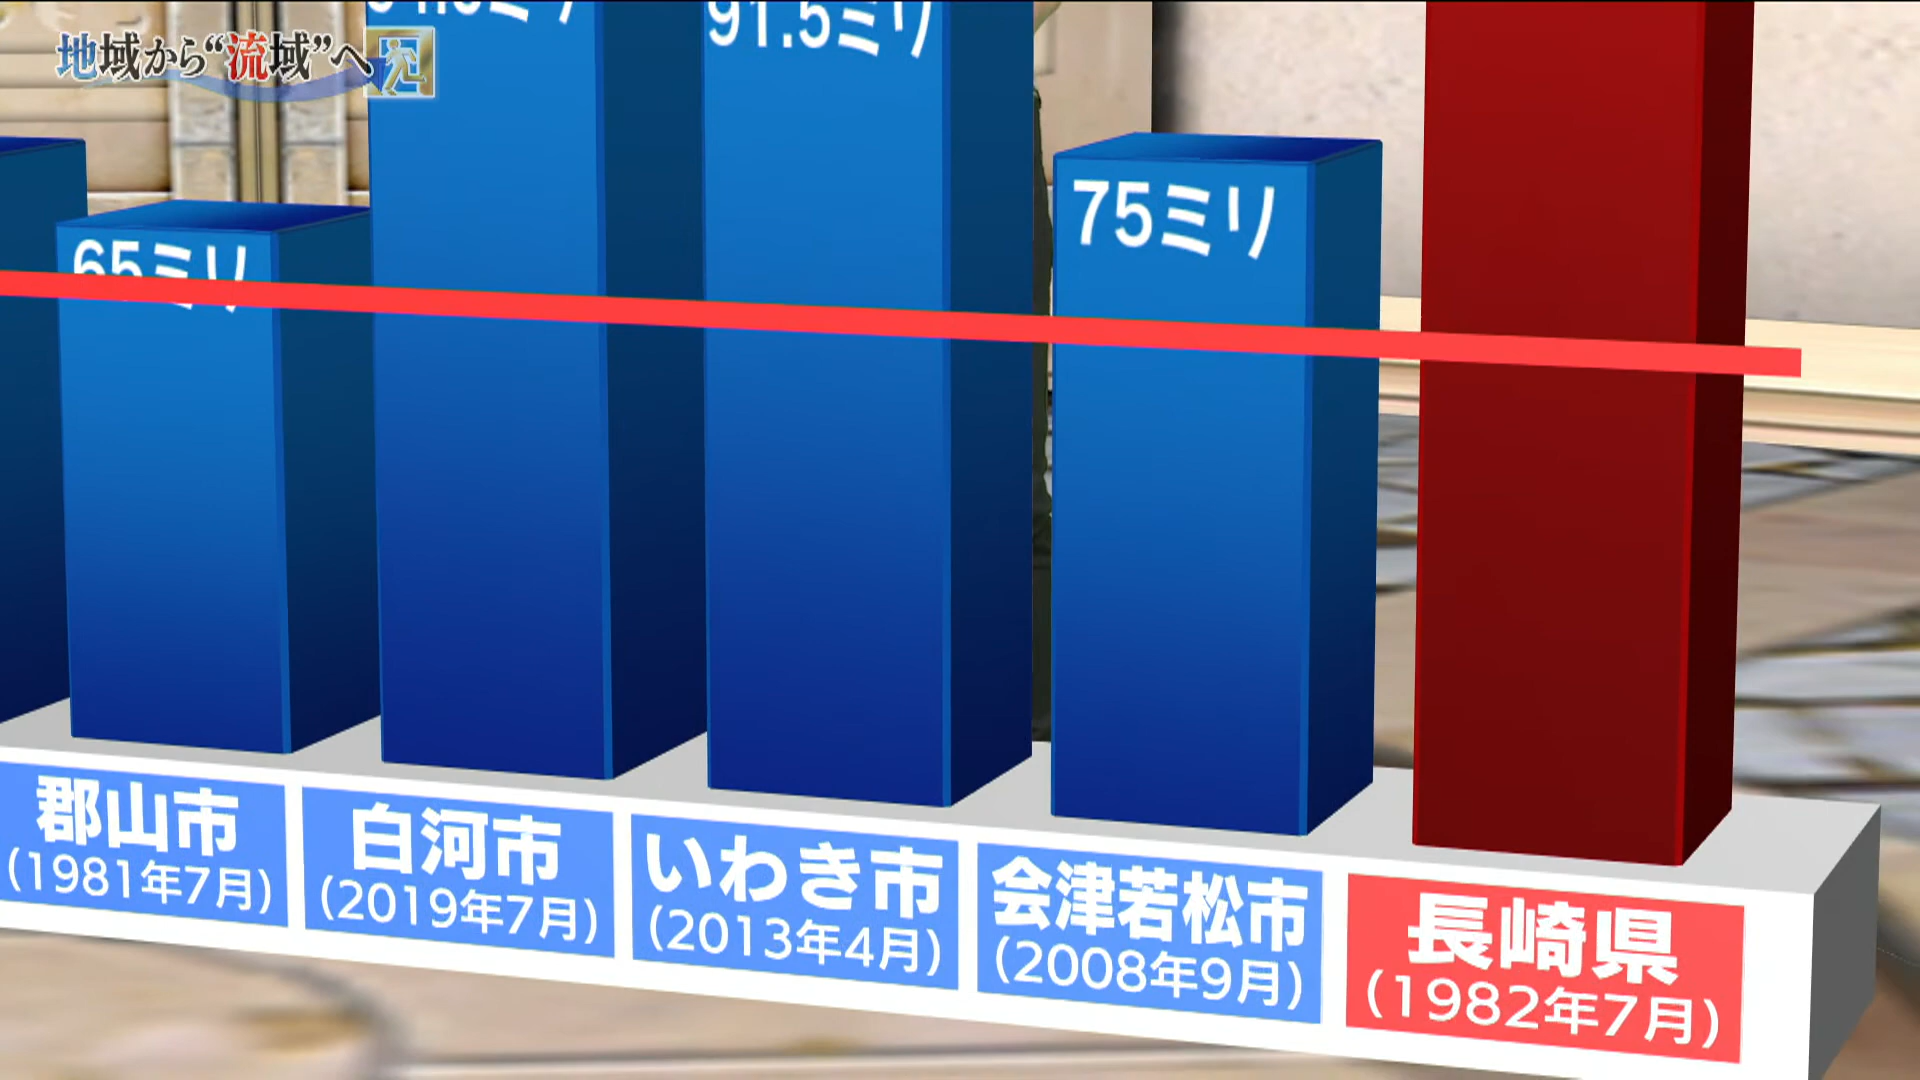 地域から“流域”へ
91.5ミリ
75ミリ
65ミリ
郡山市
(1981年7月)
白河市
(2019年7月)
いわき市
(2013年4月)
会津若松市
(2008年9月)
長崎県
(1982年7月)